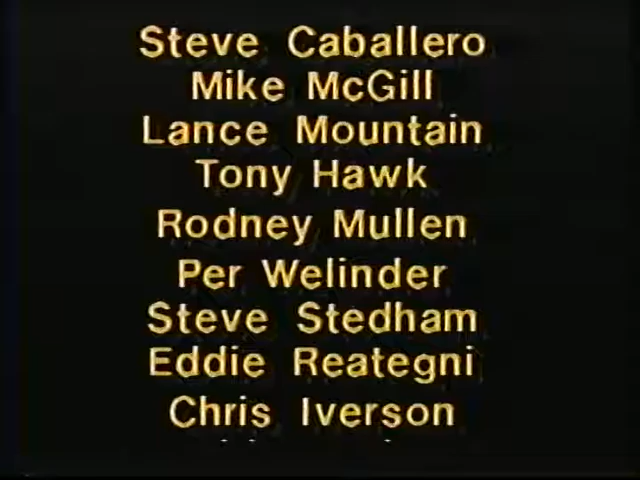 Steve Caballero
Mike McGill
Lance Mountain
Tony Hawk
Rodney Mullen
Per Welinder
Steve Stedham
Eddie Reategni
Chris Iverson